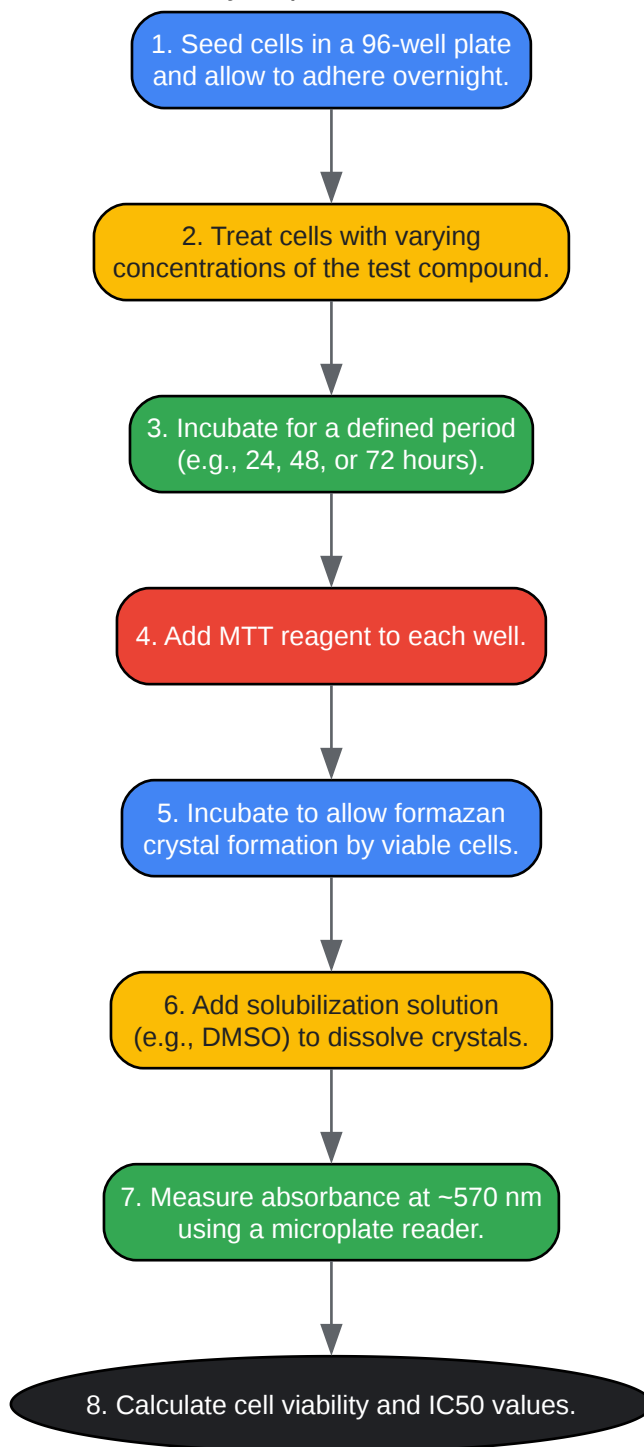 1. Seed cells in a 96-well plate
and allow to adhere overnight.
2. Treat cells with varying
concentrations of the test compound.
3. Incubate for a defined period
(e.g., 24, 48, or 72 hours).
4. Add MTT reagent to each well.
5. Incubate to allow formazan
crystal formation by viable cells.
6. Add solubilization solution
(e.g., DMSO) to dissolve crystals.
7. Measure absorbance at ~570 nm
using a microplate reader.
8. Calculate cell viability and IC50 values.